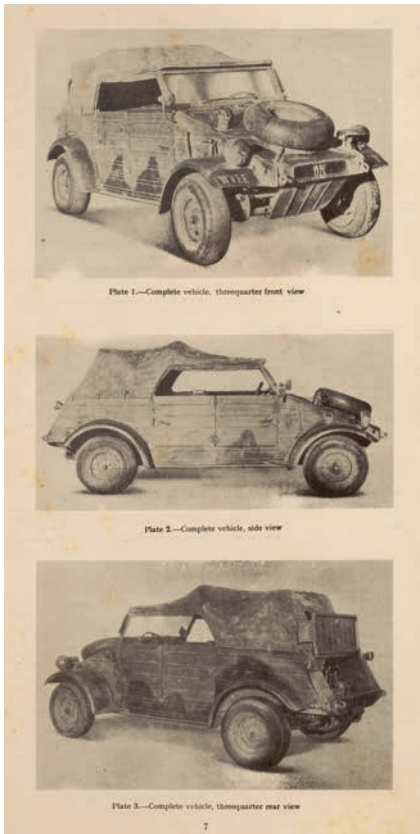 Plate 1.—Complete vehicle, threequarter front view
Plate 2.—Complete vehicle, side view
Plate 3.—Complete vehicle, threequarter rear view
7